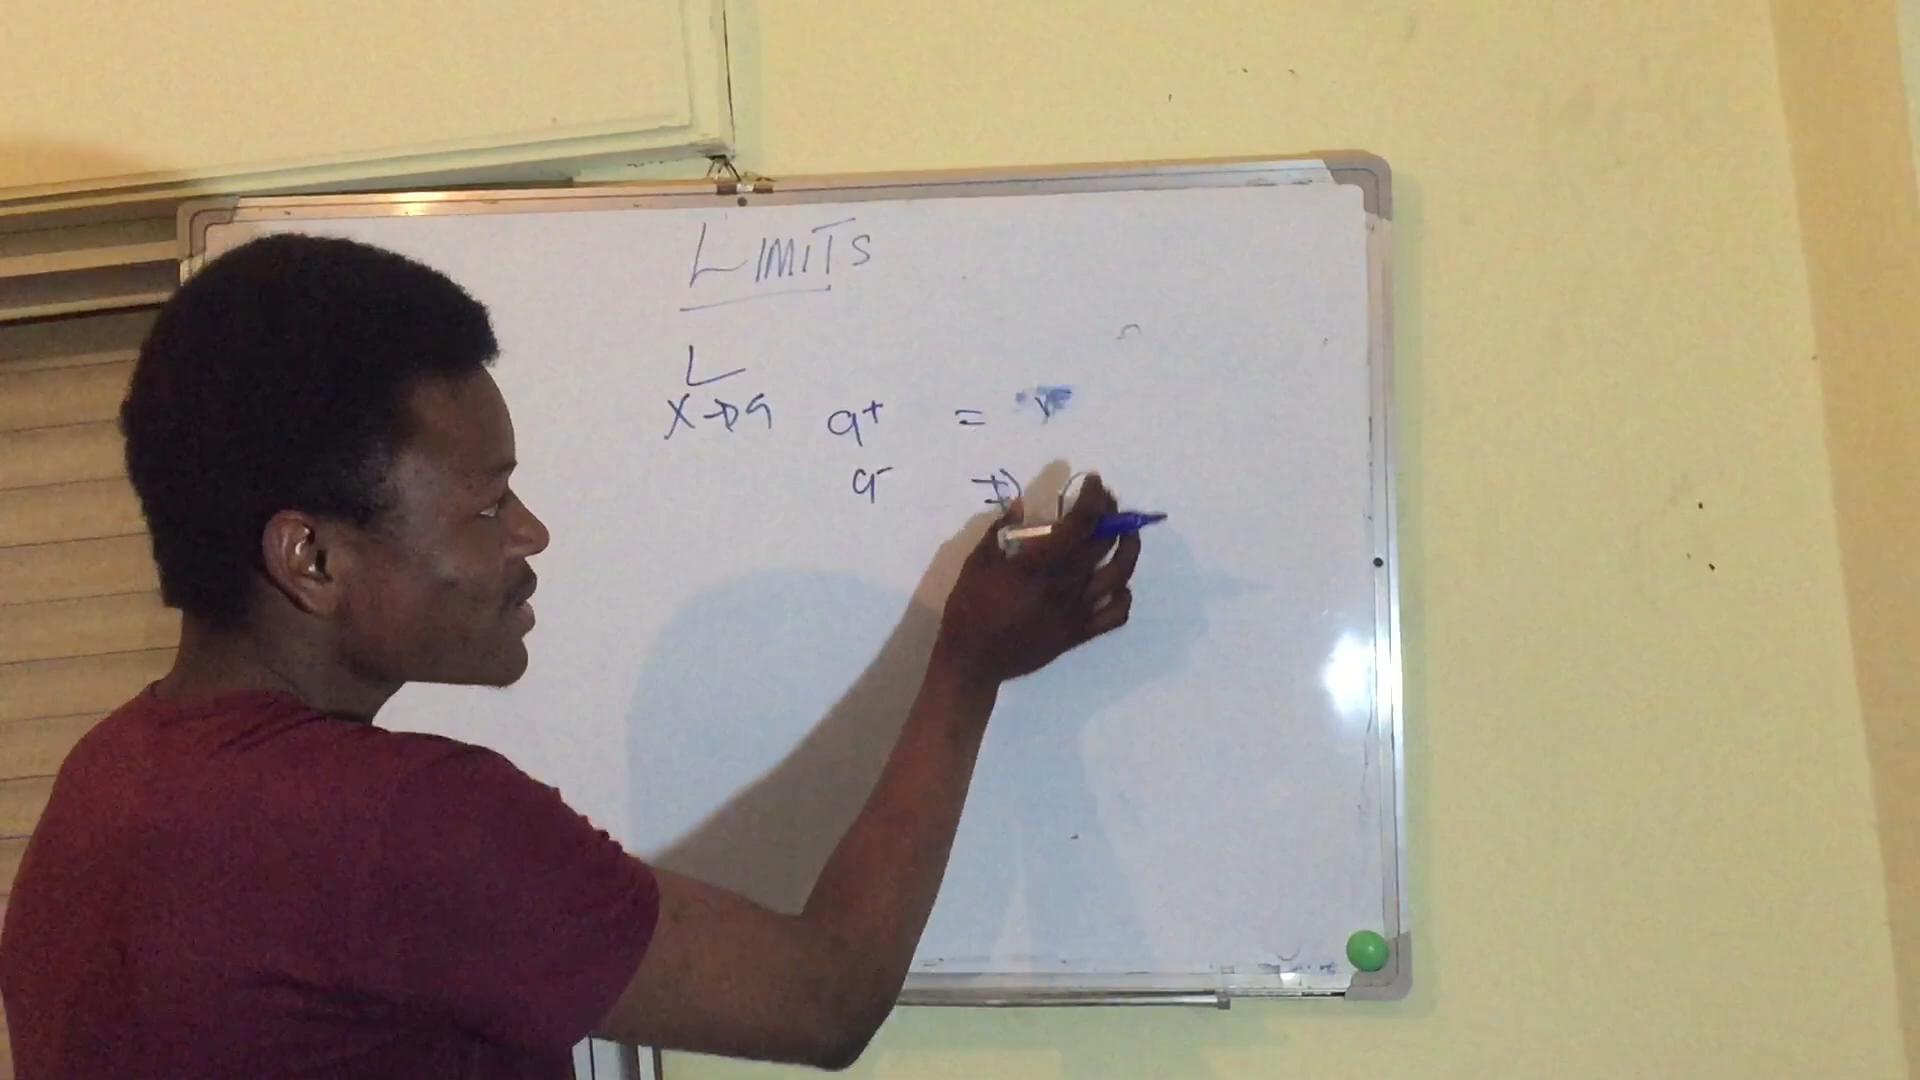 LIMITS
L
x→a a+ =
a- ≠